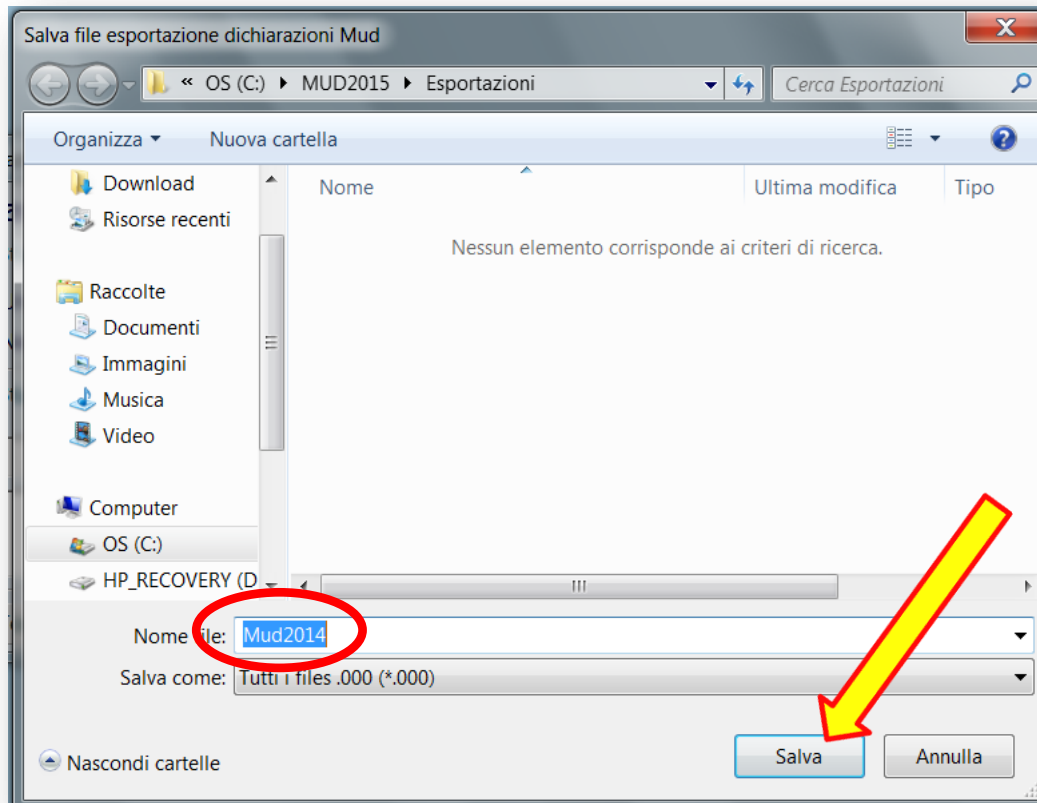 Salva file esportazione dichiarazioni Mud
« OS (C:) MUD2015 Esportazioni
Cerca Esportazioni
Organizza Nuova cartella
Nome Ultima modifica Tipo
Nessun elemento corrisponde ai criteri di ricerca.
Download
Risorse recenti
Raccolte
Documenti
Immagini
Musica
Video
Computer
OS (C:)
HP_RECOVERY (D
Nome file: Mud2014
Salva come: Tutti i files .000 (*.000)
Nascondi cartelle
Salva Annulla